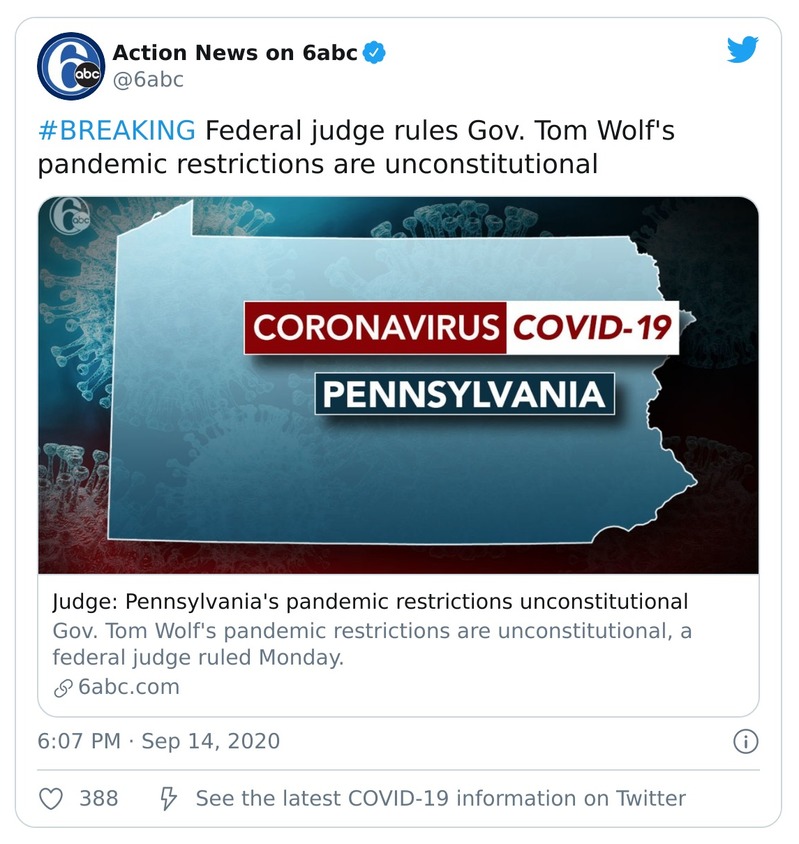 6 abc
Action News on 6abc
@6abc
#BREAKING Federal judge rules Gov. Tom Wolf's
pandemic restrictions are unconstitutional
6 abc
CORONAVIRUS COVID-19
PENNSYLVANIA
Judge: Pennsylvania's pandemic restrictions unconstitutional
Gov. Tom Wolf's pandemic restrictions are unconstitutional, a
federal judge ruled Monday.
6abc.com
6:07 PM · Sep 14, 2020
388 See the latest COVID-19 information on Twitter